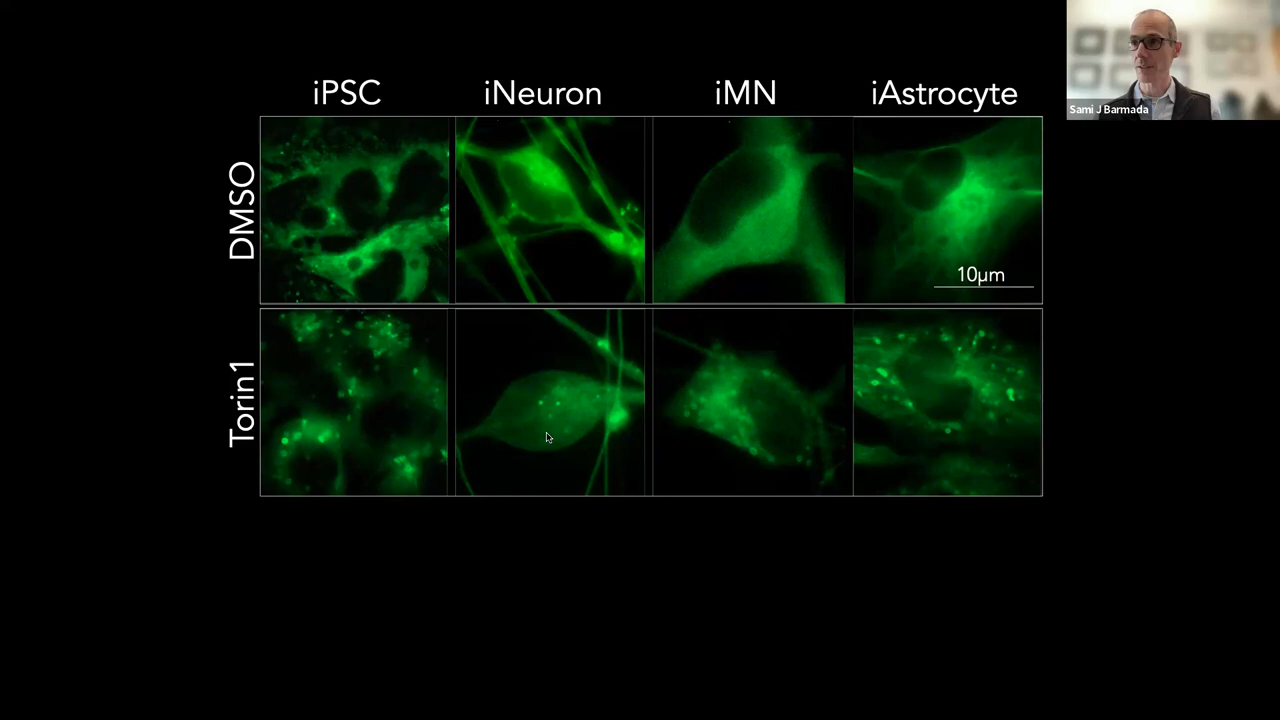 iPSC
iNeuron
iMN
iAstrocyte
Sami J Barmada
DMSO
10μm
Torin1